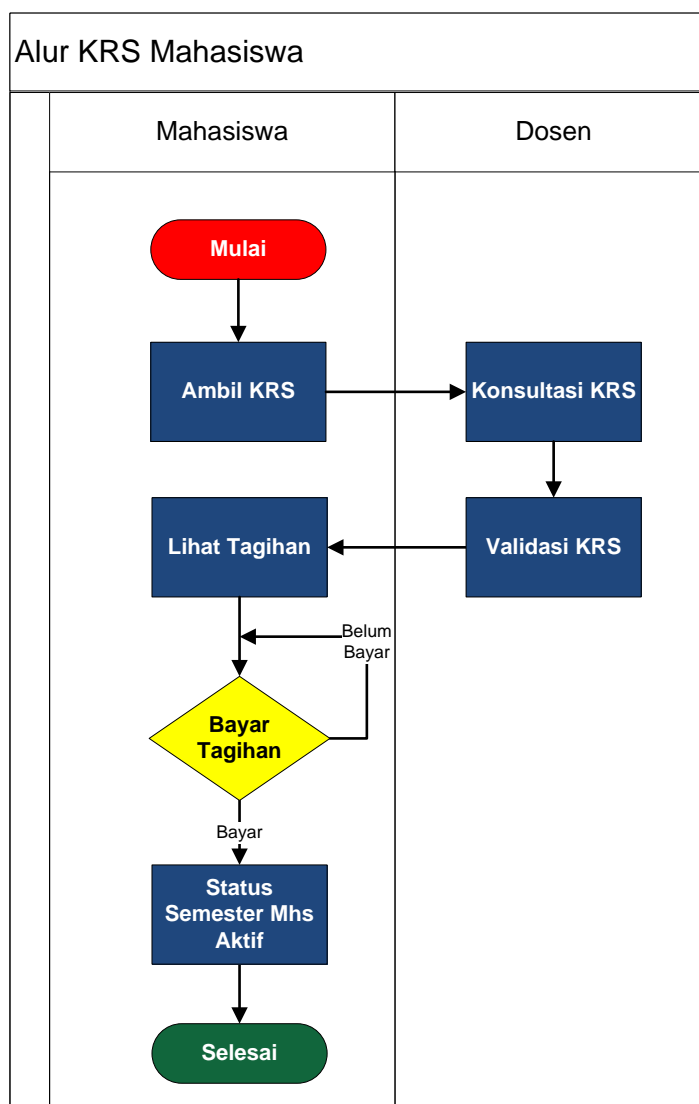 Alur KRS Mahasiswa
Mahasiswa
Dosen
Mulai
Ambil KRS
Konsultasi KRS
Lihat Tagihan
Validasi KRS
Belum
Bayar
Bayar
Tagihan
Bayar
Status
Semester Mhs
Aktif
Selesai